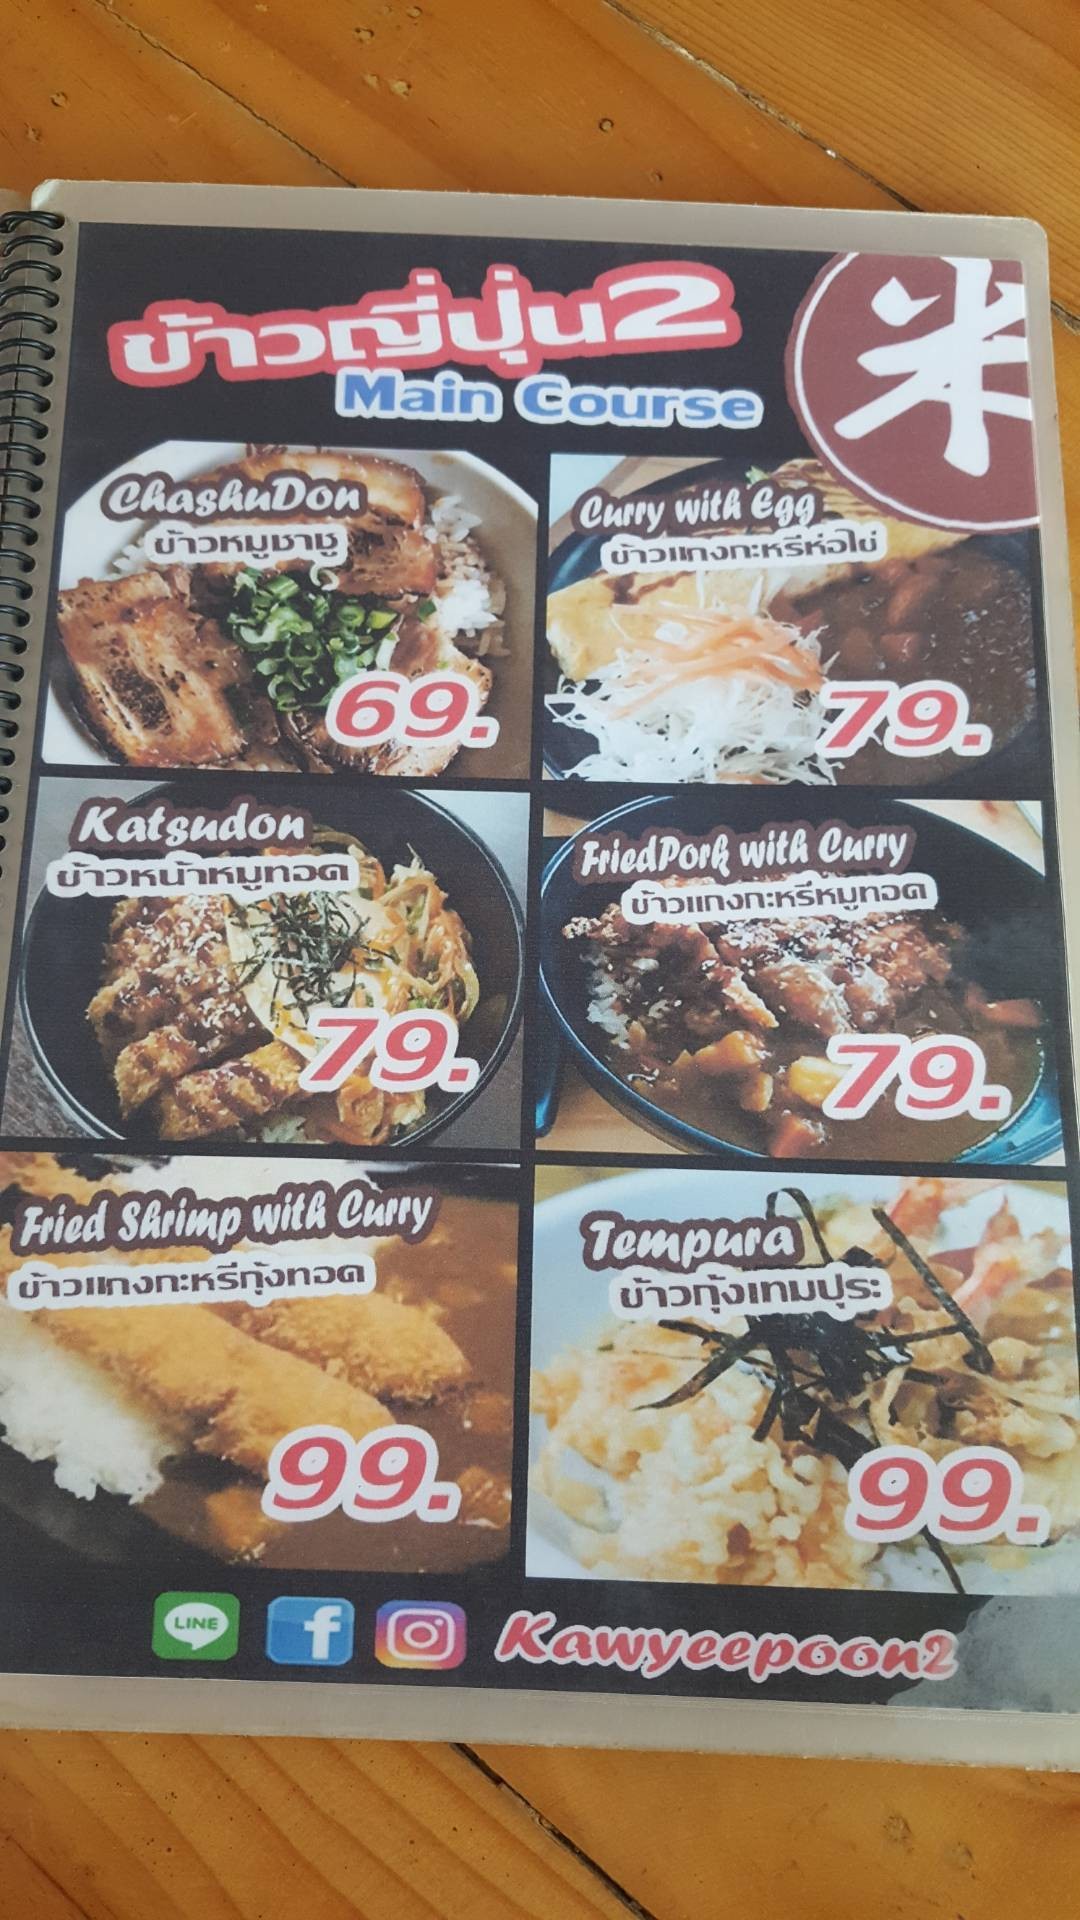 ข้าวญี่ปุ่น2
Main Course
米
ChashuDon
ข้าวหมูชาชู
69.
Curry with Egg
ข้าวแกงกะหรี่ห่อไข่
79.
Katsudon
ข้าวหน้าหมูทอด
79.
FriedPork with Curry
ข้าวแกงกะหรี่หมูทอด
79.
Fried Shrimp with Curry
ข้าวแกงกะหรี่กุ้งทอด
99.
Tempura
ข้าวกุ้งเทมปุระ
99.
LINE
f
Kawyeepoon2